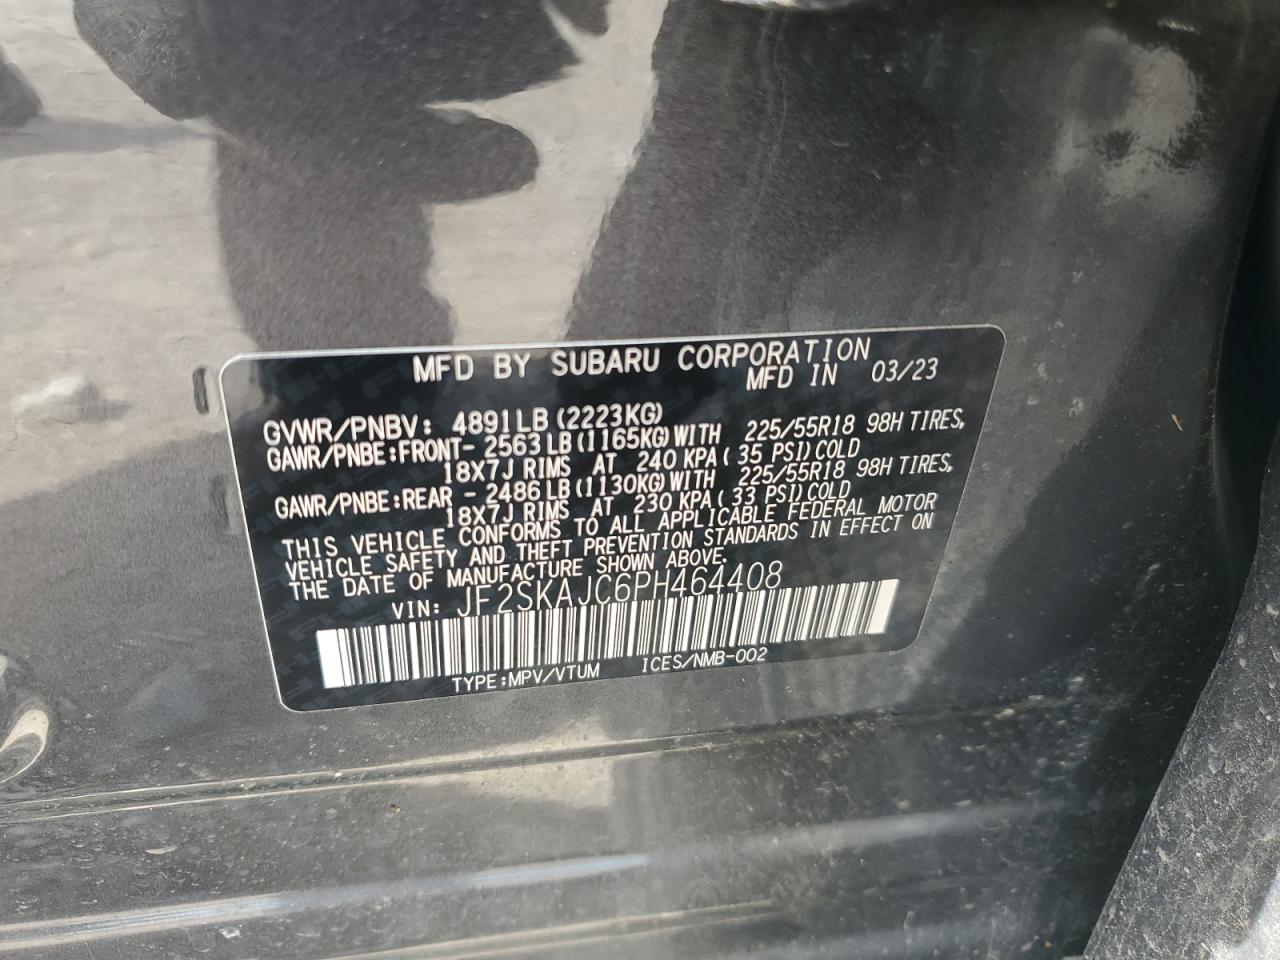 MFD BY SUBARU CORPORATION
MFD IN 03/23
GVWR/PNBV: 4891LB (2223KG)
GAWR/PNBE:FRONT- 2563LB (1165KG) WITH 225/55R18 98H TIRES,
18X7J RIMS AT 240 KPA ( 35 PSI) COLD
GAWR/PNBE:REAR - 2486LB (1130KG) WITH 225/55R18 98H TIRES,
18X7J RIMS AT 230 KPA ( 33 PSI) COLD
THIS VEHICLE CONFORMS TO ALL APPLICABLE FEDERAL MOTOR
VEHICLE SAFETY AND THEFT PREVENTION STANDARDS IN EFFECT ON
THE DATE OF MANUFACTURE SHOWN ABOVE.
VIN: JF2SKAJC6PH464408
TYPE:MPV/VTUM ICES/NMB-002